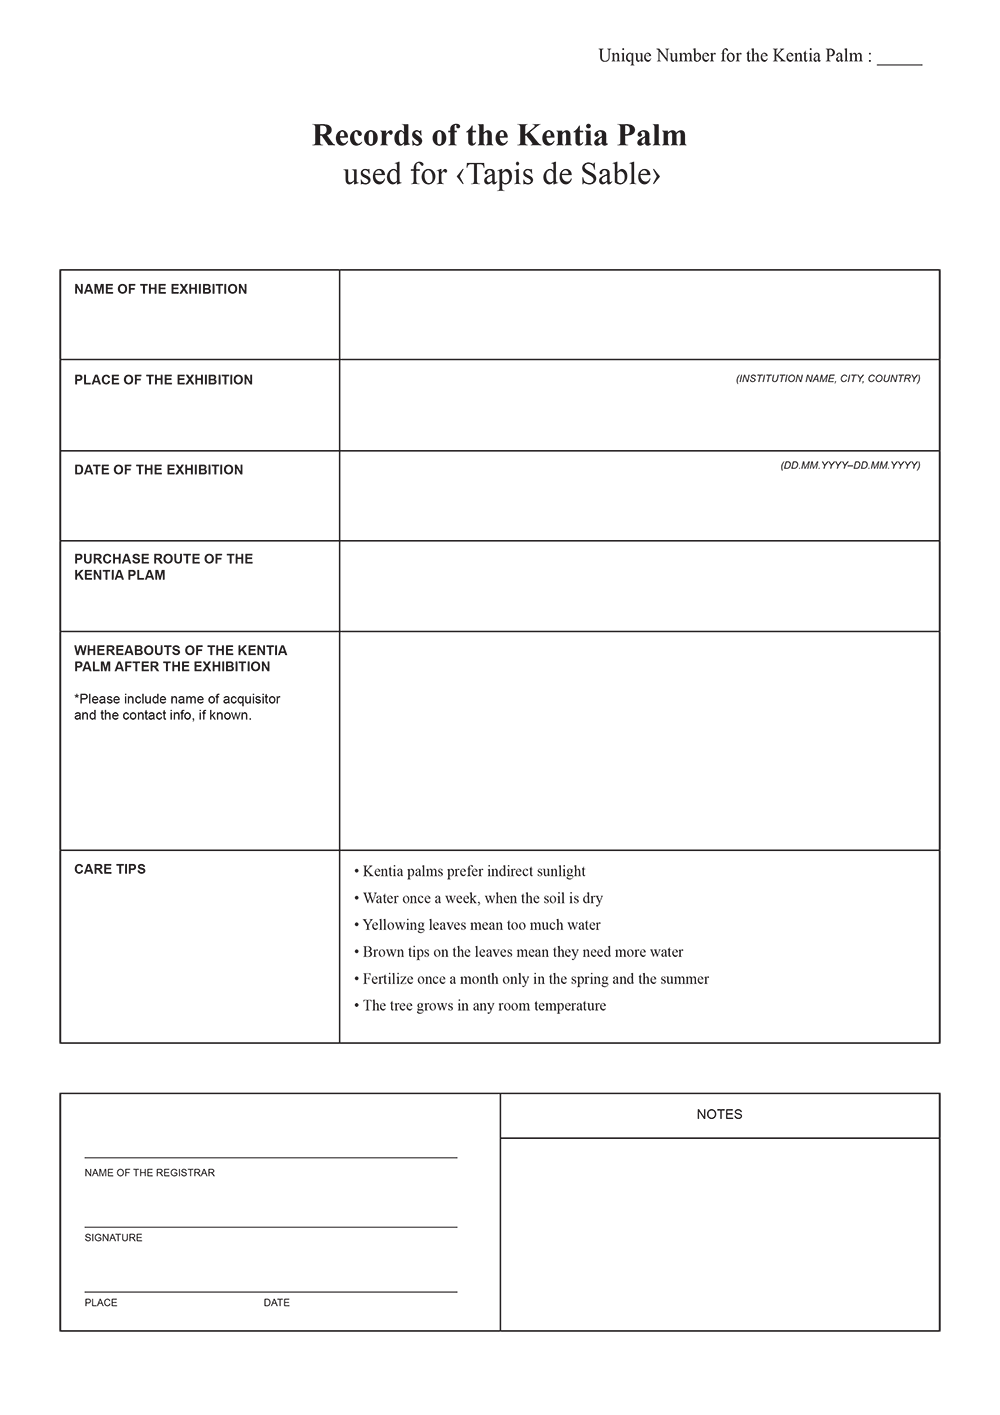 Unique Number for the Kentia Palm : _____
Records of the Kentia Palm
used for ‹Tapis de Sable›
NAME OF THE EXHIBITION
PLACE OF THE EXHIBITION
(INSTITUTION NAME, CITY, COUNTRY)
DATE OF THE EXHIBITION
(DD.MM.YYYY–DD.MM.YYYY)
PURCHASE ROUTE OF THE
KENTIA PLAM
WHEREABOUTS OF THE KENTIA
PALM AFTER THE EXHIBITION
*Please include name of acquisitor
and the contact info, if known.
CARE TIPS
• Kentia palms prefer indirect sunlight
• Water once a week, when the soil is dry
• Yellowing leaves mean too much water
• Brown tips on the leaves mean they need more water
• Fertilize once a month only in the spring and the summer
• The tree grows in any room temperature
NAME OF THE REGISTRAR
SIGNATURE
PLACE DATE
NOTES